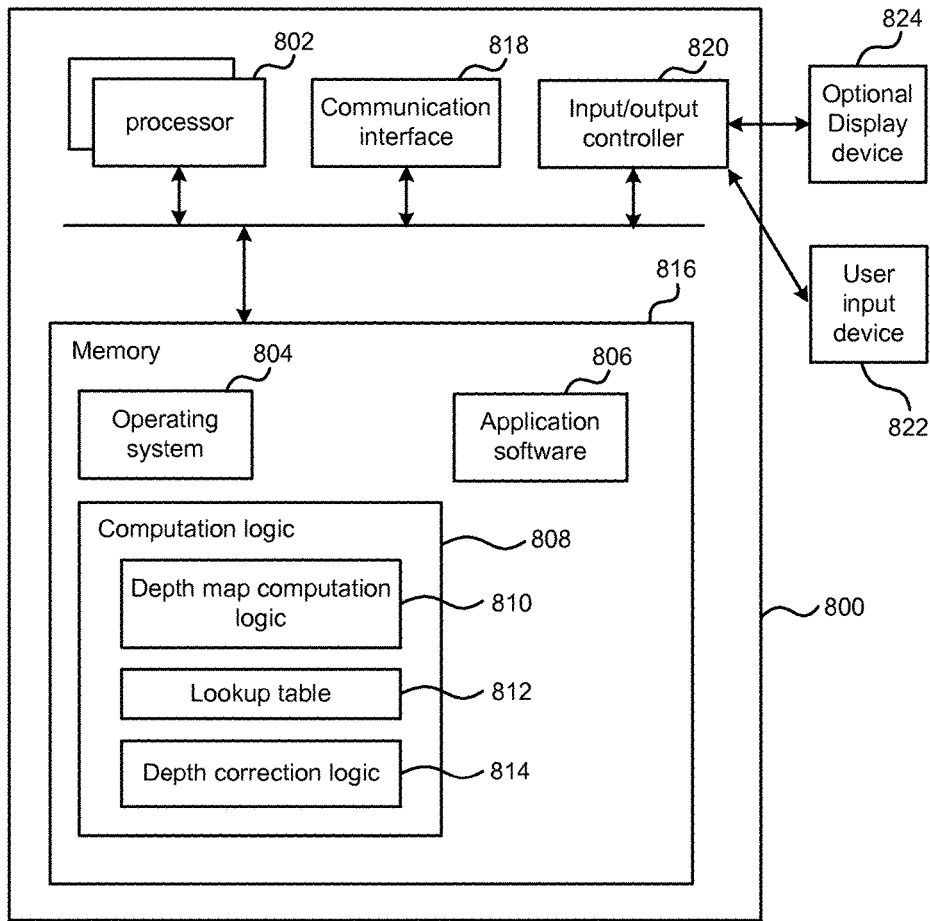 802
818
820
824
processor
Communication
interface
Input/output
controller
Optional
Display
device
816
User
input
device
822
Memory
804
806
Operating
system
Application
software
Computation logic
808
Depth map computation
logic
810
800
Lookup table
812
Depth correction logic
814